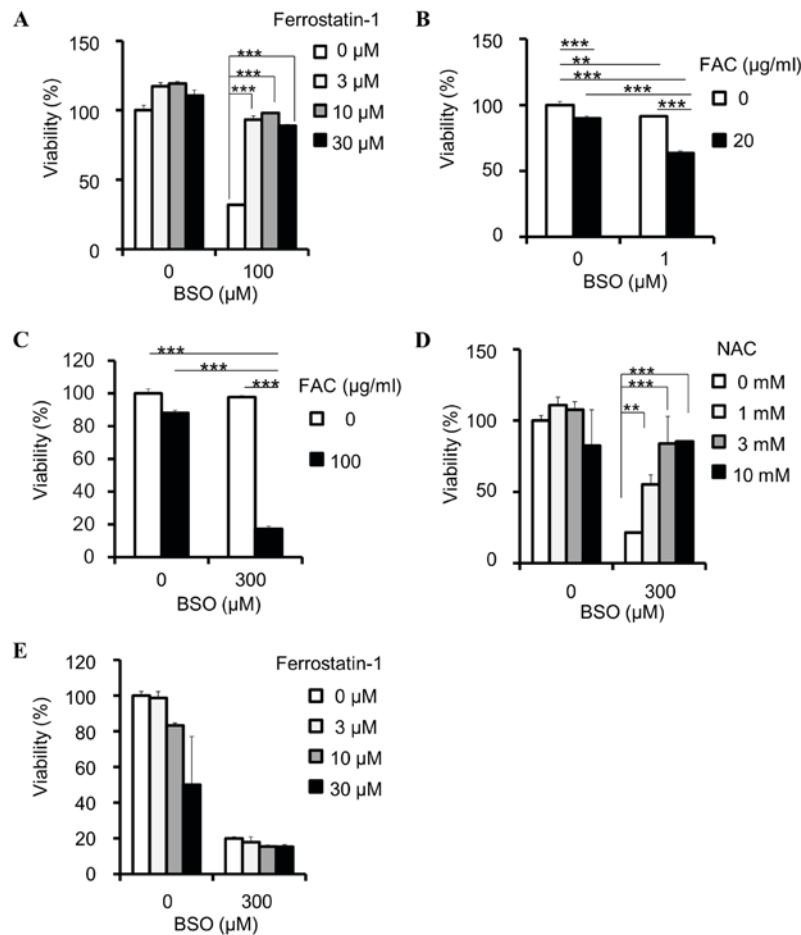 A
Ferrostatin-1
0 µM
3 µM
10 µM
30 µM
***
***
***
150
100
50
0
Viability (%)
0
100
BSO (µM)
B
FAC (µg/ml)
0
20
***
**
***
***
***
150
100
50
0
Viability (%)
0
1
BSO (µM)
C
FAC (µg/ml)
0
100
***
***
***
120
100
80
60
40
20
0
Viability (%)
0
300
BSO (µM)
D
NAC
0 mM
1 mM
3 mM
10 mM
***
***
**
150
100
50
0
Viability (%)
0
300
BSO (µM)
E
Ferrostatin-1
0 µM
3 µM
10 µM
30 µM
120
100
80
60
40
20
0
Viability (%)
0
300
BSO (µM)